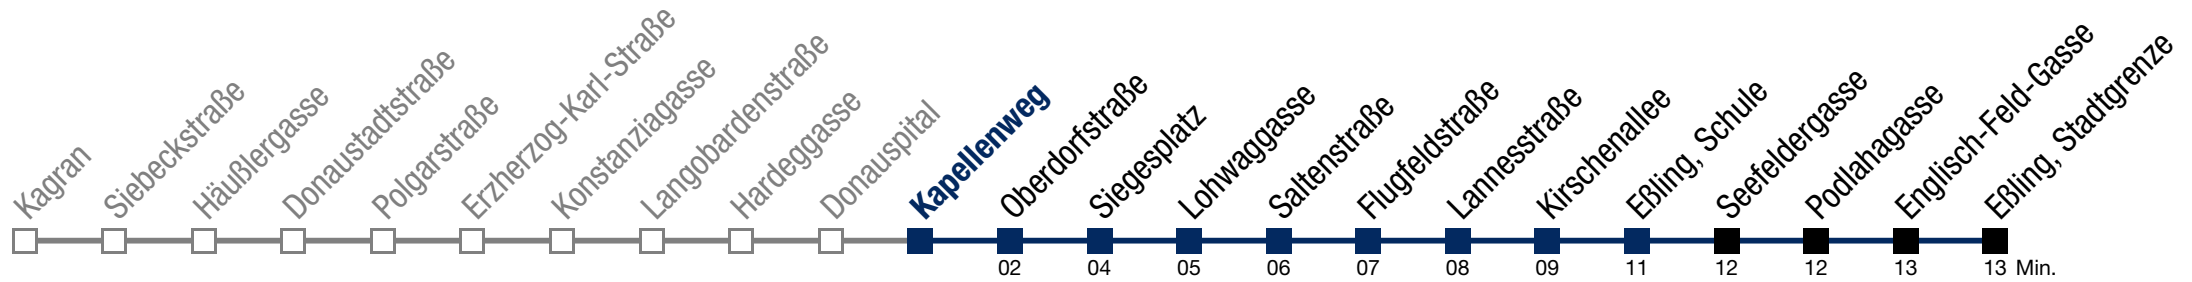 Kagran
Siebeckstraße
Häußlergasse
Donaustadtstraße
Polgarstraße
Erzherzog-Karl-Straße
Konstanziagasse
Langobardenstraße
Hardeggasse
Donauspital
Kapellenweg
Oberdorfstraße
Siegesplatz
Lohwaggasse
Saltenstraße
Flugfeldstraße
Lannesstraße
Kirschenallee
Eßling, Schule
Seefeldergasse
Podlahagasse
Englisch-Feld-Gasse
Eßling, Stadtgrenze
02 04 05 06 07 08 09 11 12 12 13 13 Min.